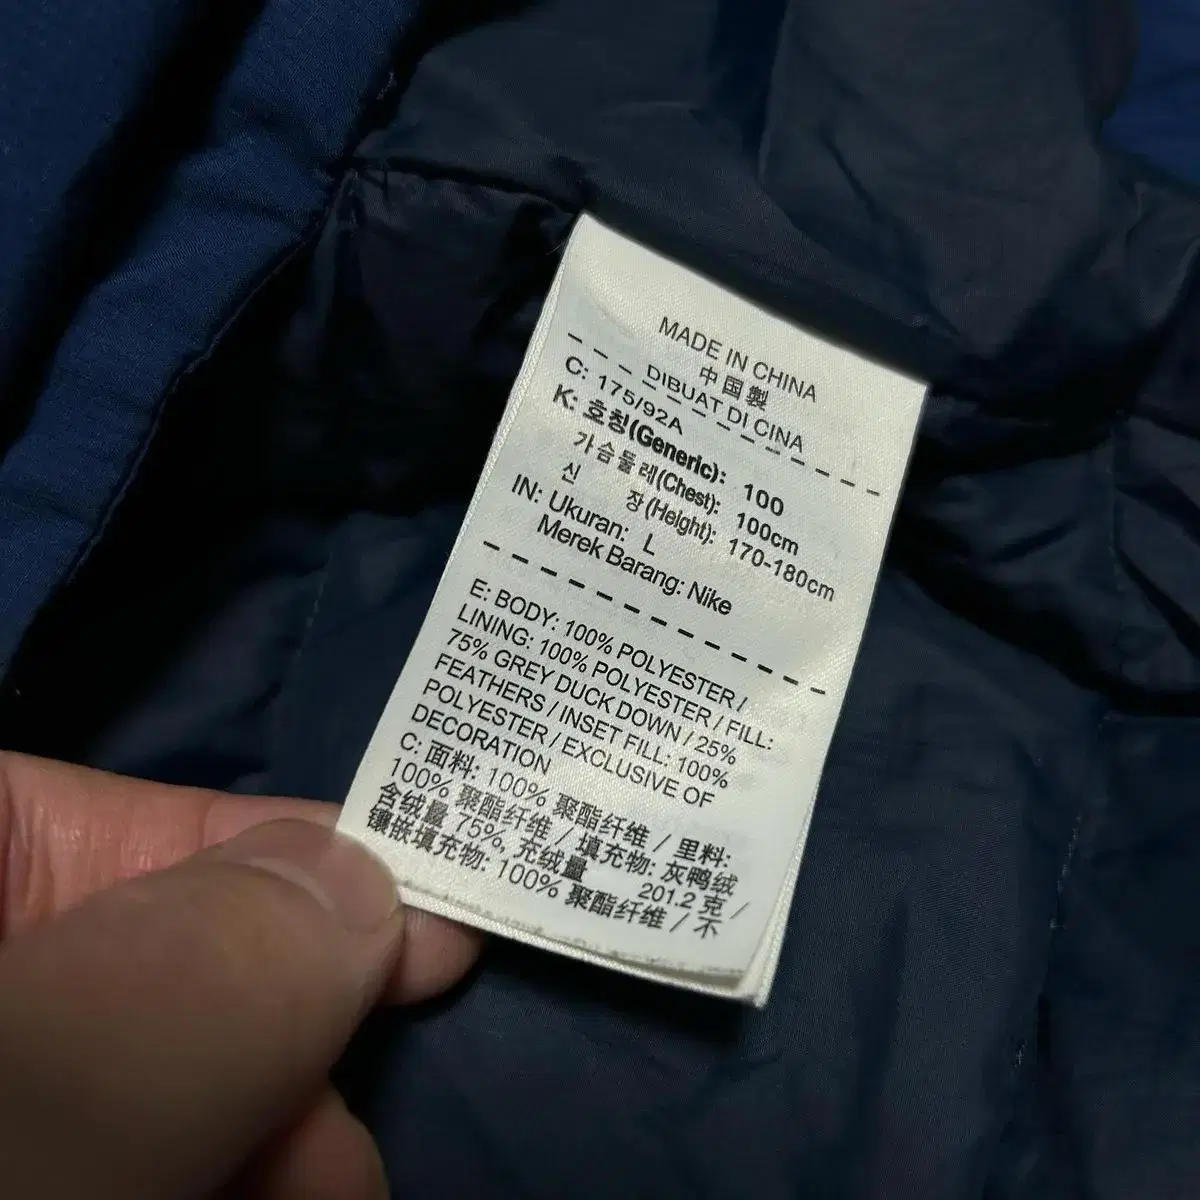 MADE IN CHINA
中国製
DIBUAT DI CINA
C: 175/92A
K: 호칭(Generic): 100
가슴둘레(Chest): 100cm
신 장(Height): 170-180cm
IN: Ukuran: L
Merek Barang: Nike
E: BODY: 100% POLYESTER /
LINING: 100% POLYESTER / FILL:
75% GREY DUCK DOWN / 25%
FEATHERS / INSET FILL: 100%
POLYESTER / EXCLUSIVE OF
DECORATION
C: 面料: 100% 聚酯纤维 / 里料:
100% 聚酯纤维 / 填充物: 灰鸭绒
含绒量 75%, 充绒量 201.2 克 /
镶嵌填充物: 100% 聚酯纤维 / 不